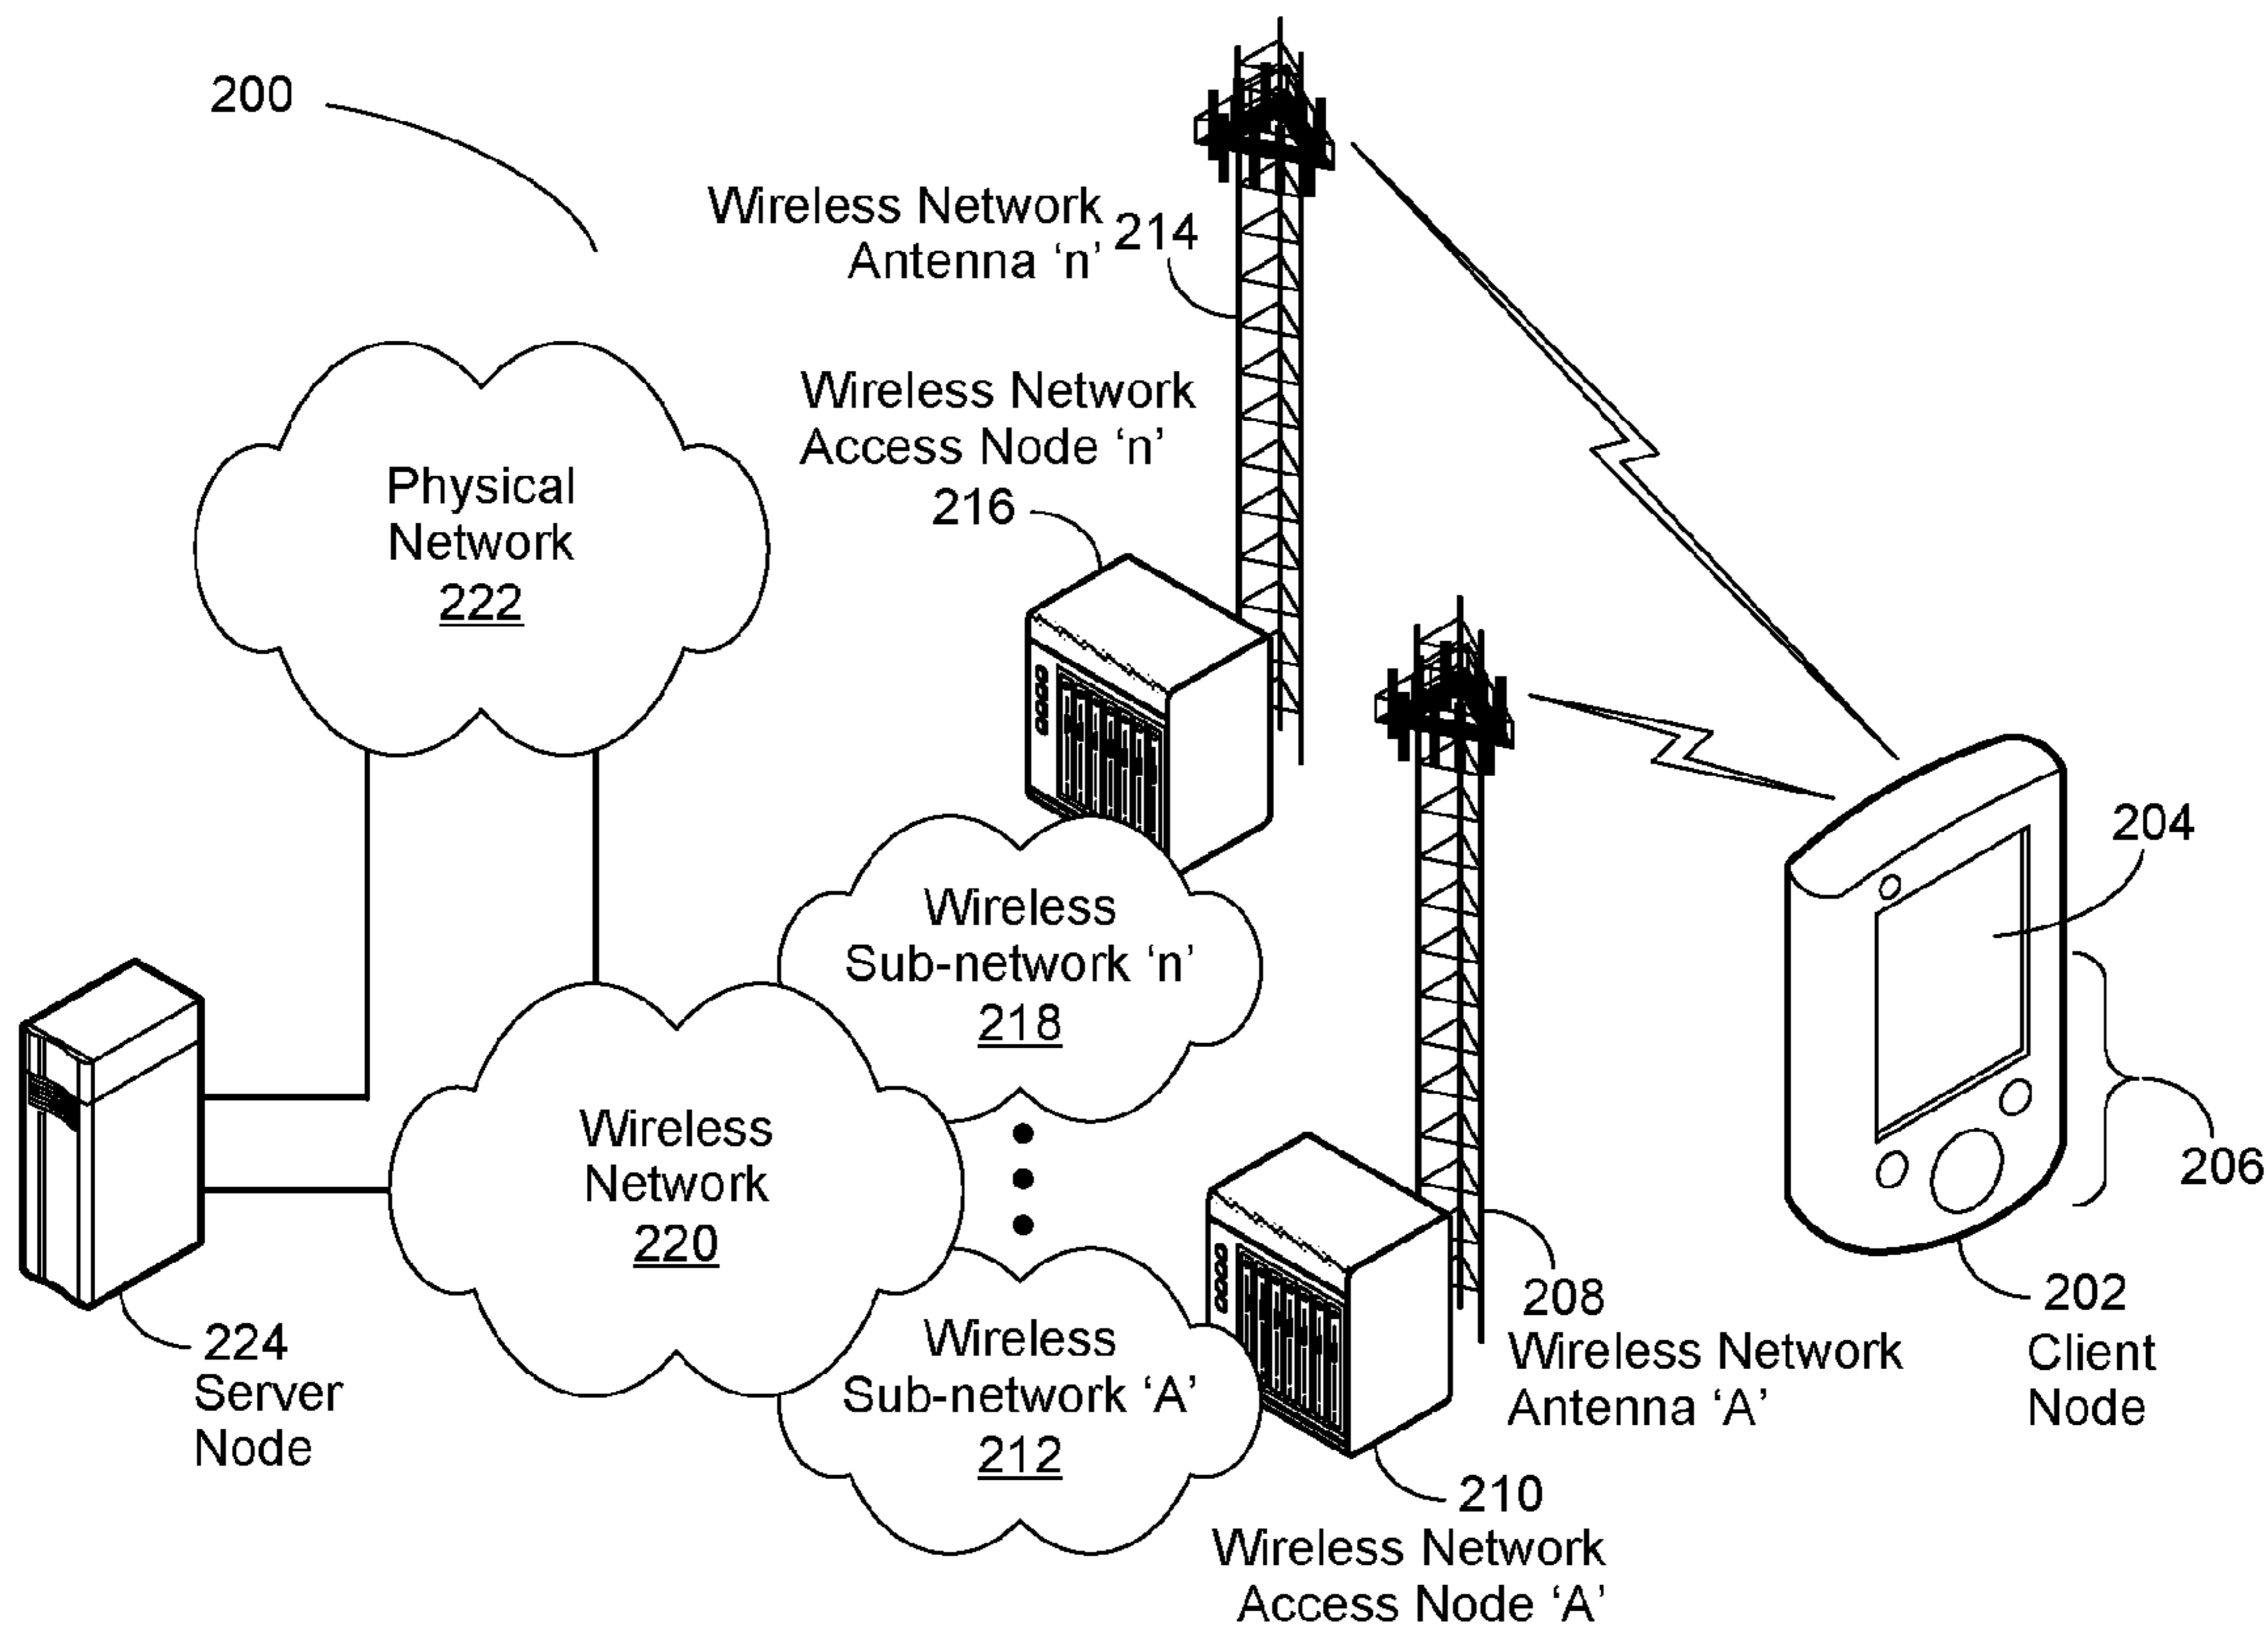 200
Wireless Network
Antenna ‘n’
214
Wireless Network
Access Node ‘n’
216
Physical
Network
222
204
Wireless
Sub-network ‘n’
218
206
Wireless
Network
220
224
Server
Node
Wireless
Sub-network ‘A’
212
208
Wireless Network
Antenna ‘A’
202
Client
Node
210
Wireless Network
Access Node ‘A’